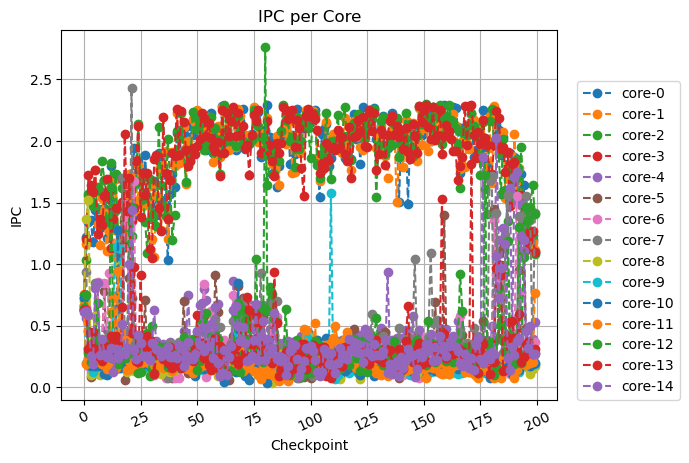 IPC per Core
IPC
2.5
2.0
1.5
1.0
0.5
0.0
0
25
50
75
100
125
150
175
200
Checkpoint
core-0
core-1
core-2
core-3
core-4
core-5
core-6
core-7
core-8
core-9
core-10
core-11
core-12
core-13
core-14